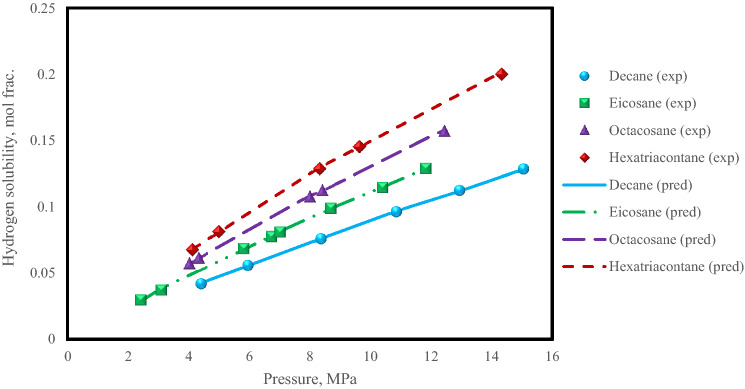 0.25
0.2
0.15
0.1
0.05
0
Hydrogen solubility, mol frac.
0 2 4 6 8 10 12 14 16
Pressure, MPa
Decane (exp)
Eicosane (exp)
Octacosane (exp)
Hexatriacontane (exp)
Decane (pred)
Eicosane (pred)
Octacosane (pred)
Hexatriacontane (pred)